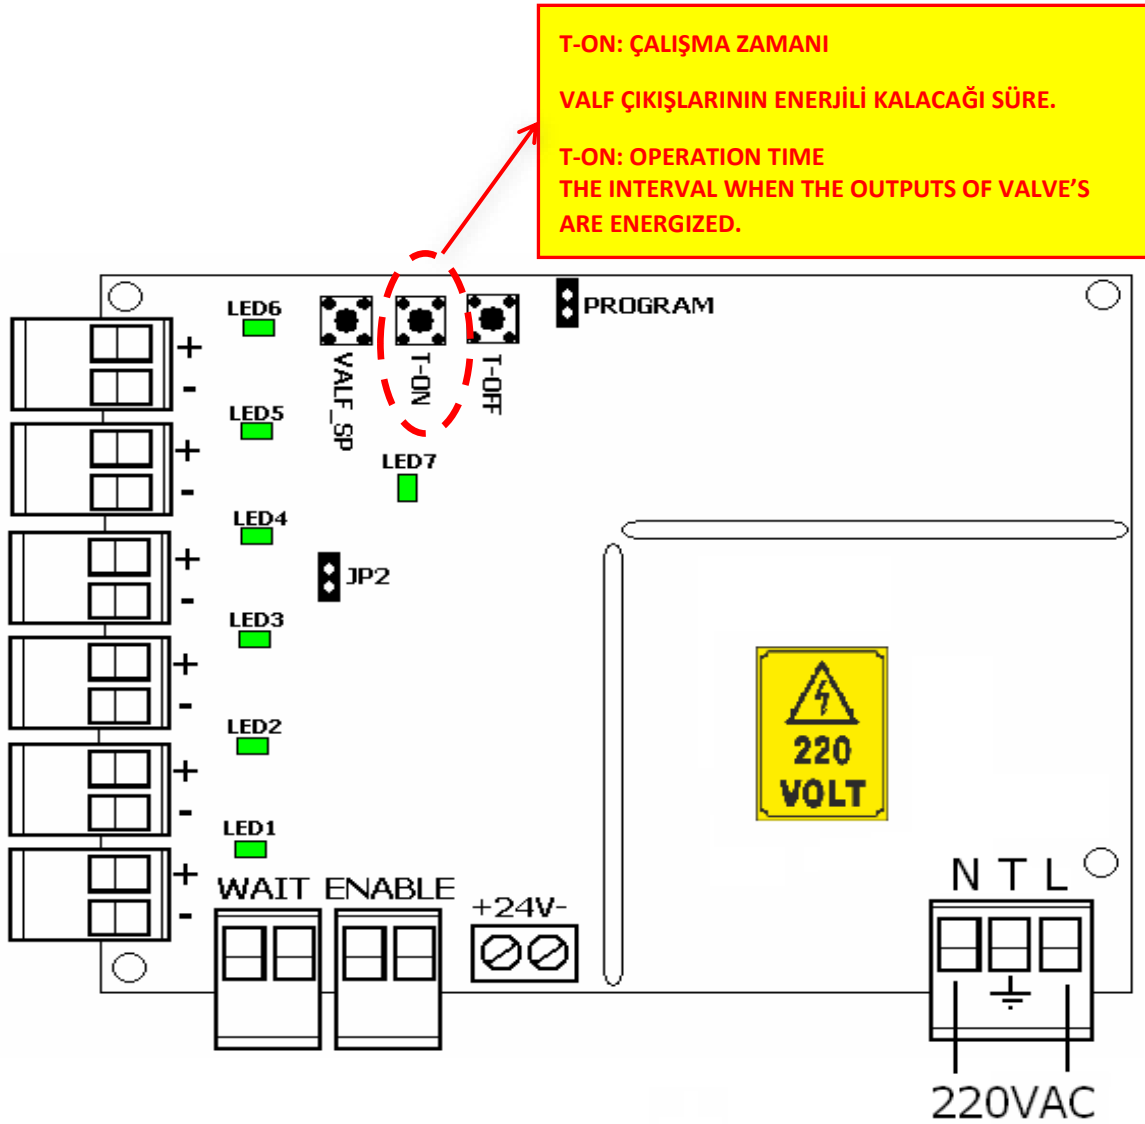 T-ON: ÇALIŞMA ZAMANI
VALF ÇIKIŞLARININ ENERJİLİ KALACAĞI SÜRE.
T-ON: OPERATION TIME
THE INTERVAL WHEN THE OUTPUTS OF VALVE'S
ARE ENERGIZED.
LED6
PROGRAM
+
-
VALF_SP
T-ON
T-OFF
LED5
+
-
LED7
LED4
+
-
JP2
LED3
+
-
220
VOLT
LED2
+
-
LED1
+
-
WAIT ENABLE
+24V-
N T L
220VAC